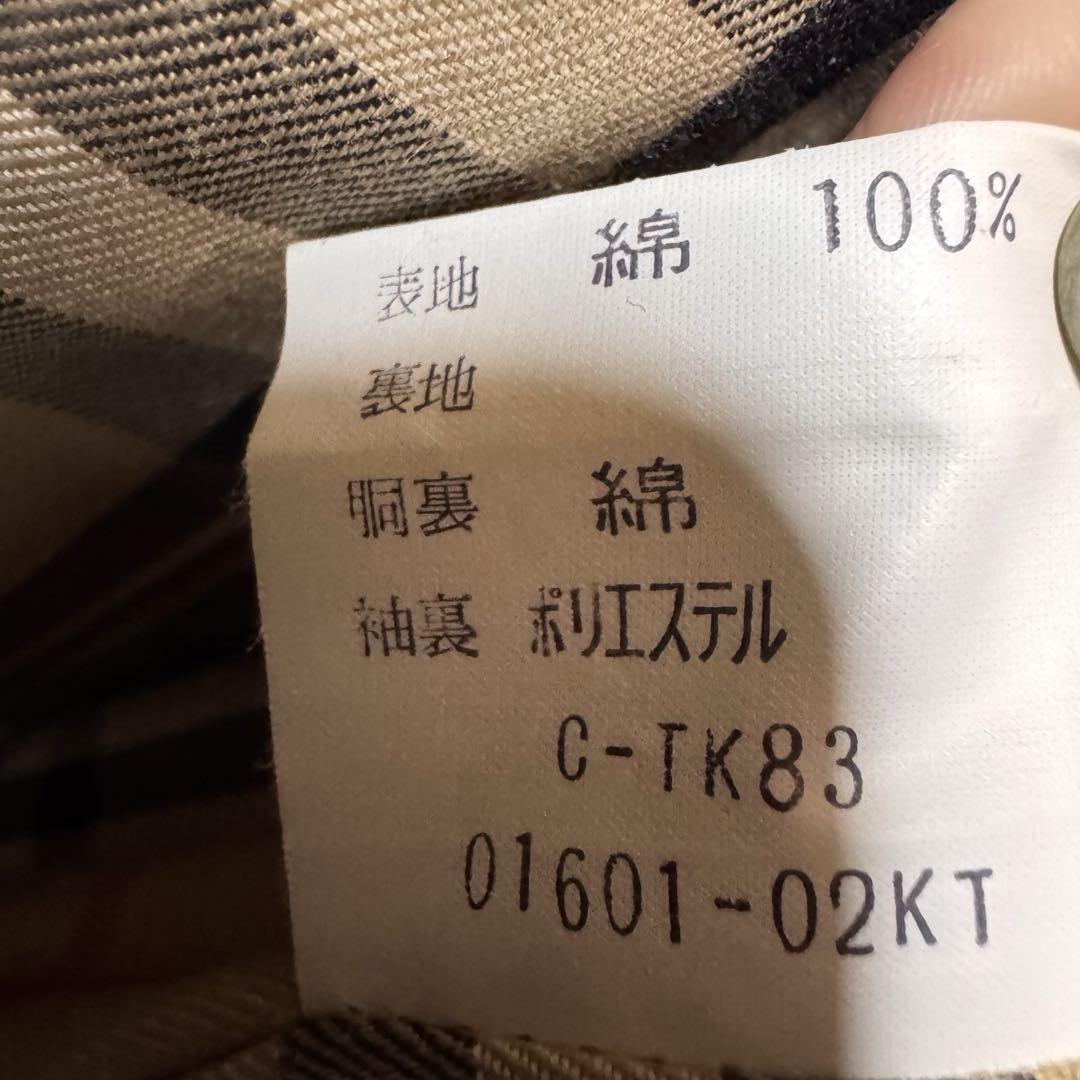 表地 綿 100%
裏地
胴裏 綿
袖裏 ポリエステル
C-TK83
01601-02KT